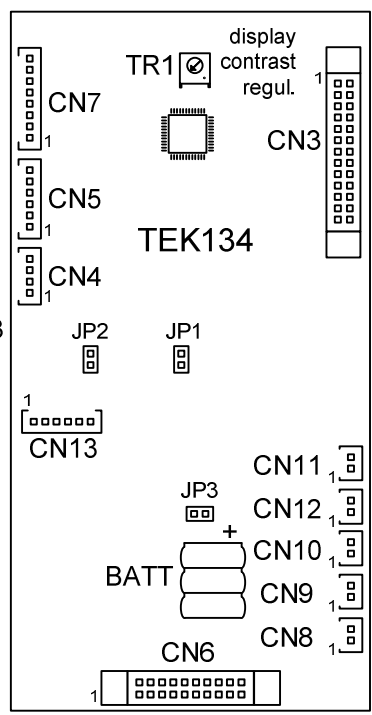 display
TR1 contrast
regul.
1
CN7
CN3
1
CN5
1
TEK134
CN4
1
JP2 JP1
1
CN13
CN11
1
JP3
CN12
1
+
CN10
1
BATT
CN9
1
CN8
1
CN6
1